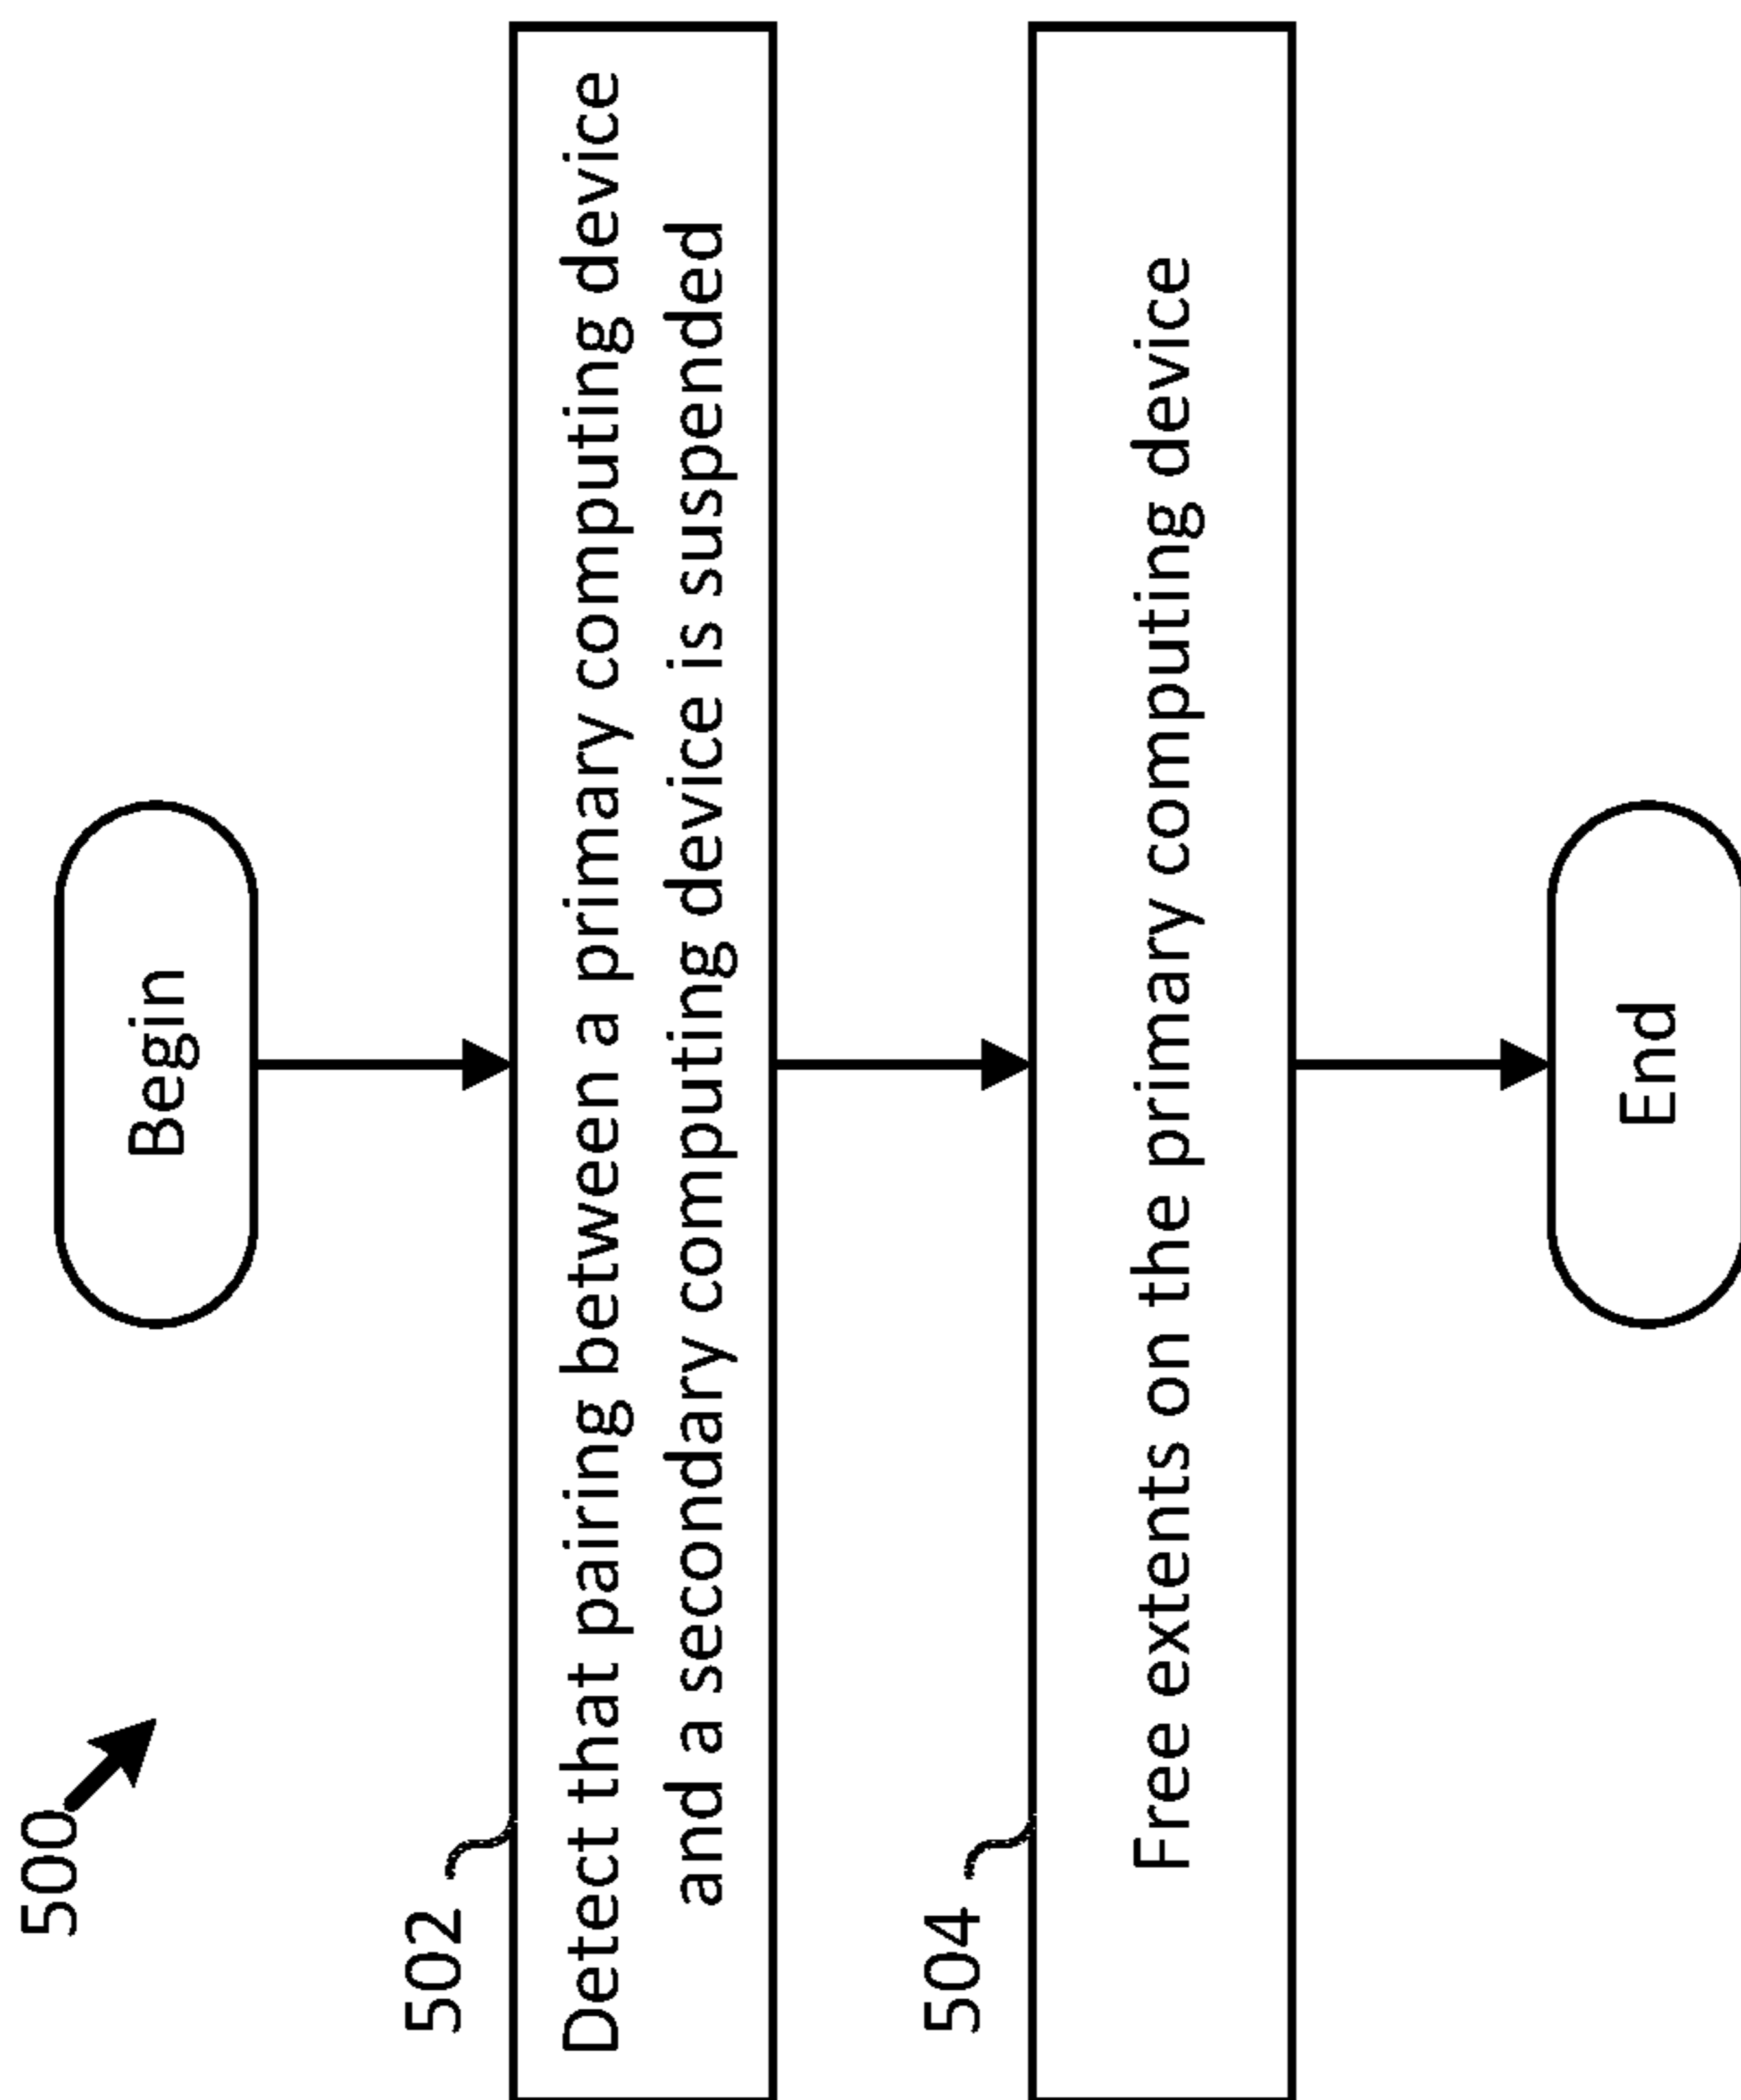 500
Begin
502
Detect that pairing between a primary computing device
and a secondary computing device is suspended
504
Free extents on the primary computing device
End